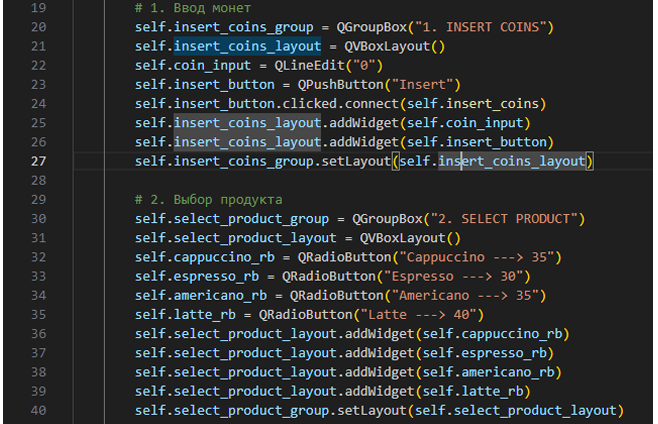 19 # 1. Ввод монет
20 self.insert_coins_group = QGroupBox("1. INSERT COINS")
21 self.insert_coins_layout = QVBoxLayout()
22 self.coin_input = QLineEdit("0")
23 self.insert_button = QPushButton("Insert")
24 self.insert_button.clicked.connect(self.insert_coins)
25 self.insert_coins_layout.addWidget(self.coin_input)
26 self.insert_coins_layout.addWidget(self.insert_button)
27 self.insert_coins_group.setLayout(self.insert_coins_layout)
28
29 # 2. Выбор продукта
30 self.select_product_group = QGroupBox("2. SELECT PRODUCT")
31 self.select_product_layout = QVBoxLayout()
32 self.cappuccino_rb = QRadioButton("Cappuccino ---> 35")
33 self.espresso_rb = QRadioButton("Espresso ---> 30")
34 self.americano_rb = QRadioButton("Americano ---> 35")
35 self.latte_rb = QRadioButton("Latte ---> 40")
36 self.select_product_layout.addWidget(self.cappuccino_rb)
37 self.select_product_layout.addWidget(self.espresso_rb)
38 self.select_product_layout.addWidget(self.americano_rb)
39 self.select_product_layout.addWidget(self.latte_rb)
40 self.select_product_group.setLayout(self.select_product_layout)